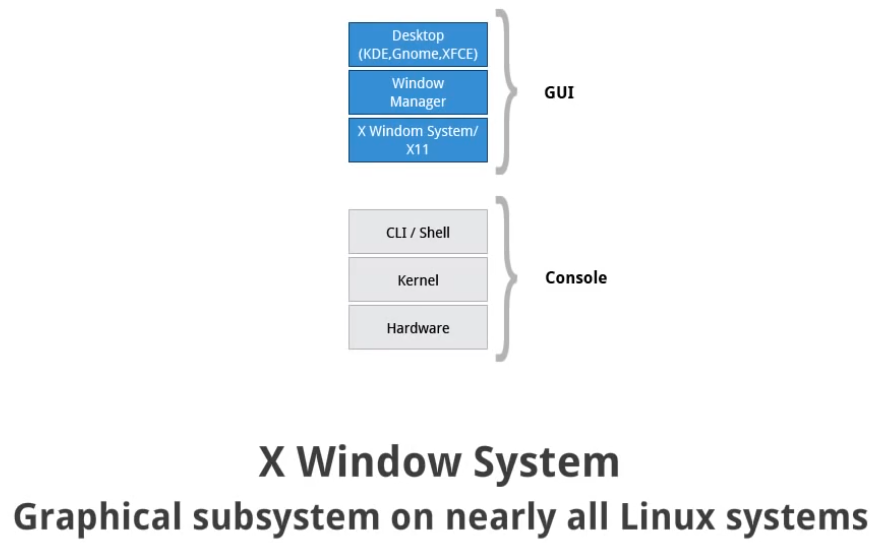 Desktop
(KDE,Gnome,XFCE)
Window
Manager
X Windom System/
X11
GUI
CLI / Shell
Kernel
Hardware
Console
X Window System
Graphical subsystem on nearly all Linux systems